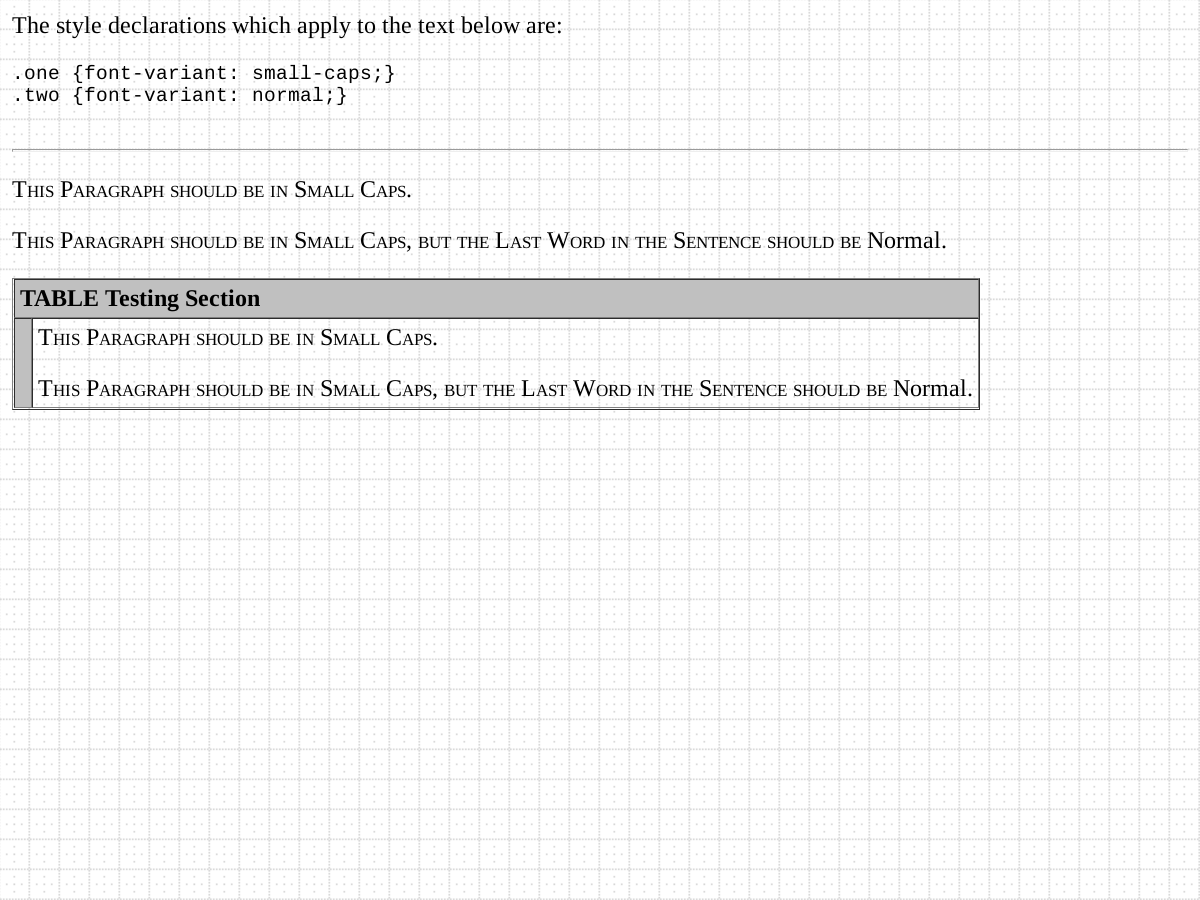 The style declarations which apply to the text below are:
.one {font-variant: small-caps;}
.two {font-variant: normal;}
This Paragraph should be in Small Caps.
This Paragraph should be in Small Caps, but the Last Word in the Sentence should be Normal.
TABLE Testing Section
This Paragraph should be in Small Caps.
This Paragraph should be in Small Caps, but the Last Word in the Sentence should be Normal.